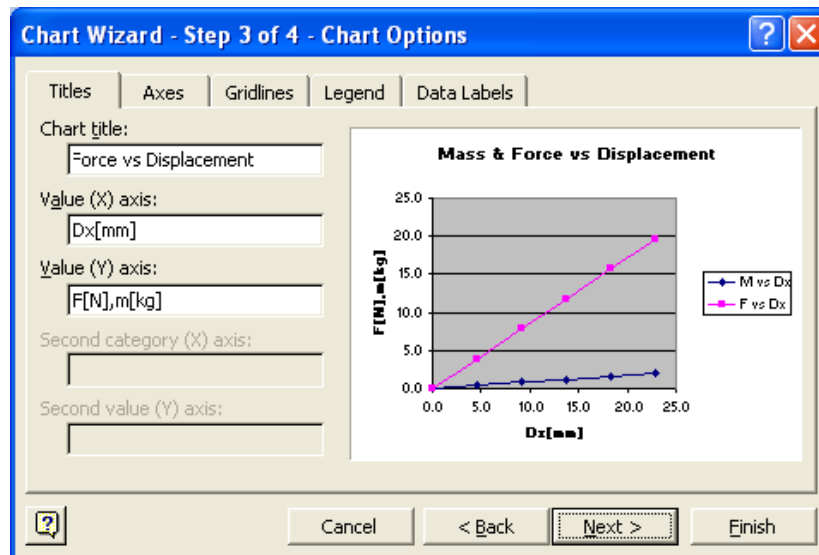 Chart Wizard - Step 3 of 4 - Chart Options
Titles Axes Gridlines Legend Data Labels
Chart title:
Force vs Displacement
Value (X) axis:
Dx[mm]
Value (Y) axis:
F[N],m[kg]
Second category (X) axis:
Second value (Y) axis:
Mass & Force vs Displacement
25.0
20.0
15.0
10.0
5.0
0.0
F[N],m[kg]
0.0 5.0 10.0 15.0 20.0 25.0
Dx[mm]
M vs Dx
F vs Dx
Cancel < Back Next > Finish